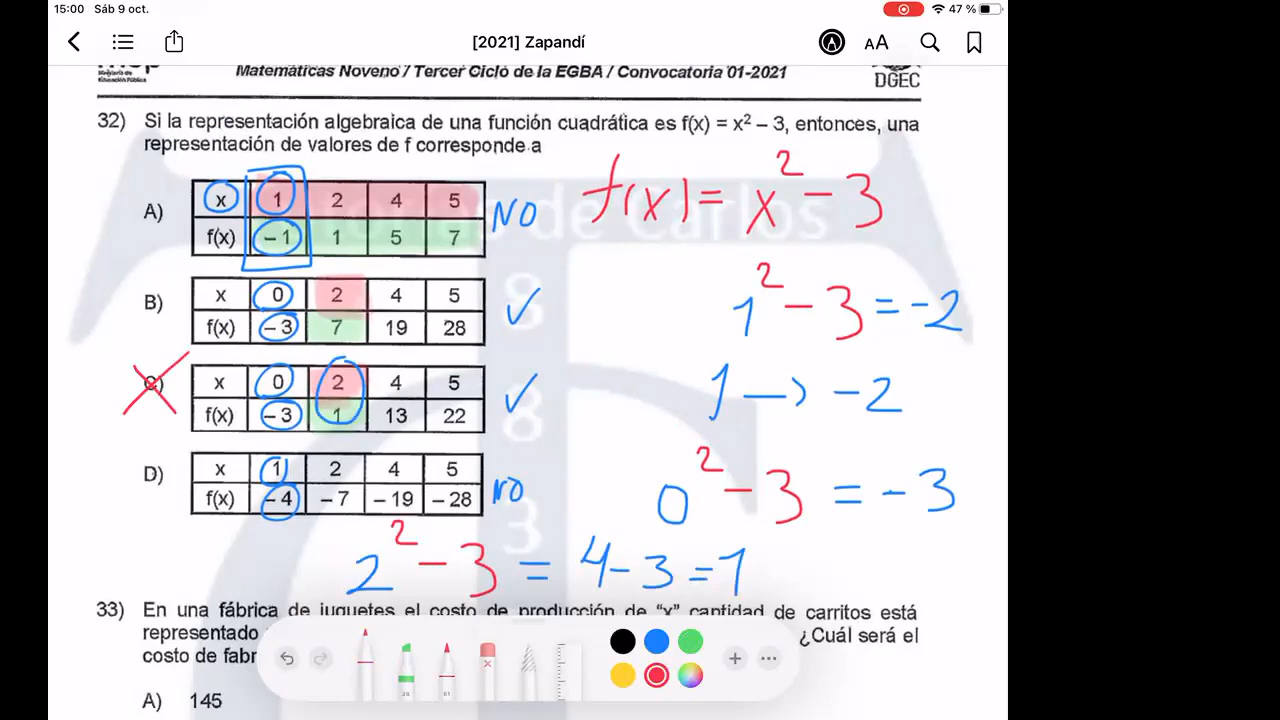 15:00 Sáb 9 oct. 47 %
[2021] Zapandí
AA
Matemáticas Noveno / Tercer Ciclo de la EGBA / Convocatoria 01-2021
DGEC
32) Si la representación algebraica de una función cuadrática es f(x) = x² – 3, entonces, una
representación de valores de f corresponde a
f(x) = x² - 3
A)
x 1 2 4 5
f(x) – 1 1 5 7
NO
de Carlos
1² - 3 = -2
B)
x 0 2 4 5
f(x) – 3 7 19 28
✓
8
C)
x 0 2 4 5
f(x) – 3 1 13 22
✓
8
1 → -2
D)
x 1 2 4 5
f(x) – 4 – 7 – 19 – 28
NO
3
0² - 3 = -3
2² - 3 = 4 - 3 = 1
33) En una fábrica de juguetes el costo de producción de “x” cantidad de carritos está
representado ¿Cuál será el
costo de
A) 145